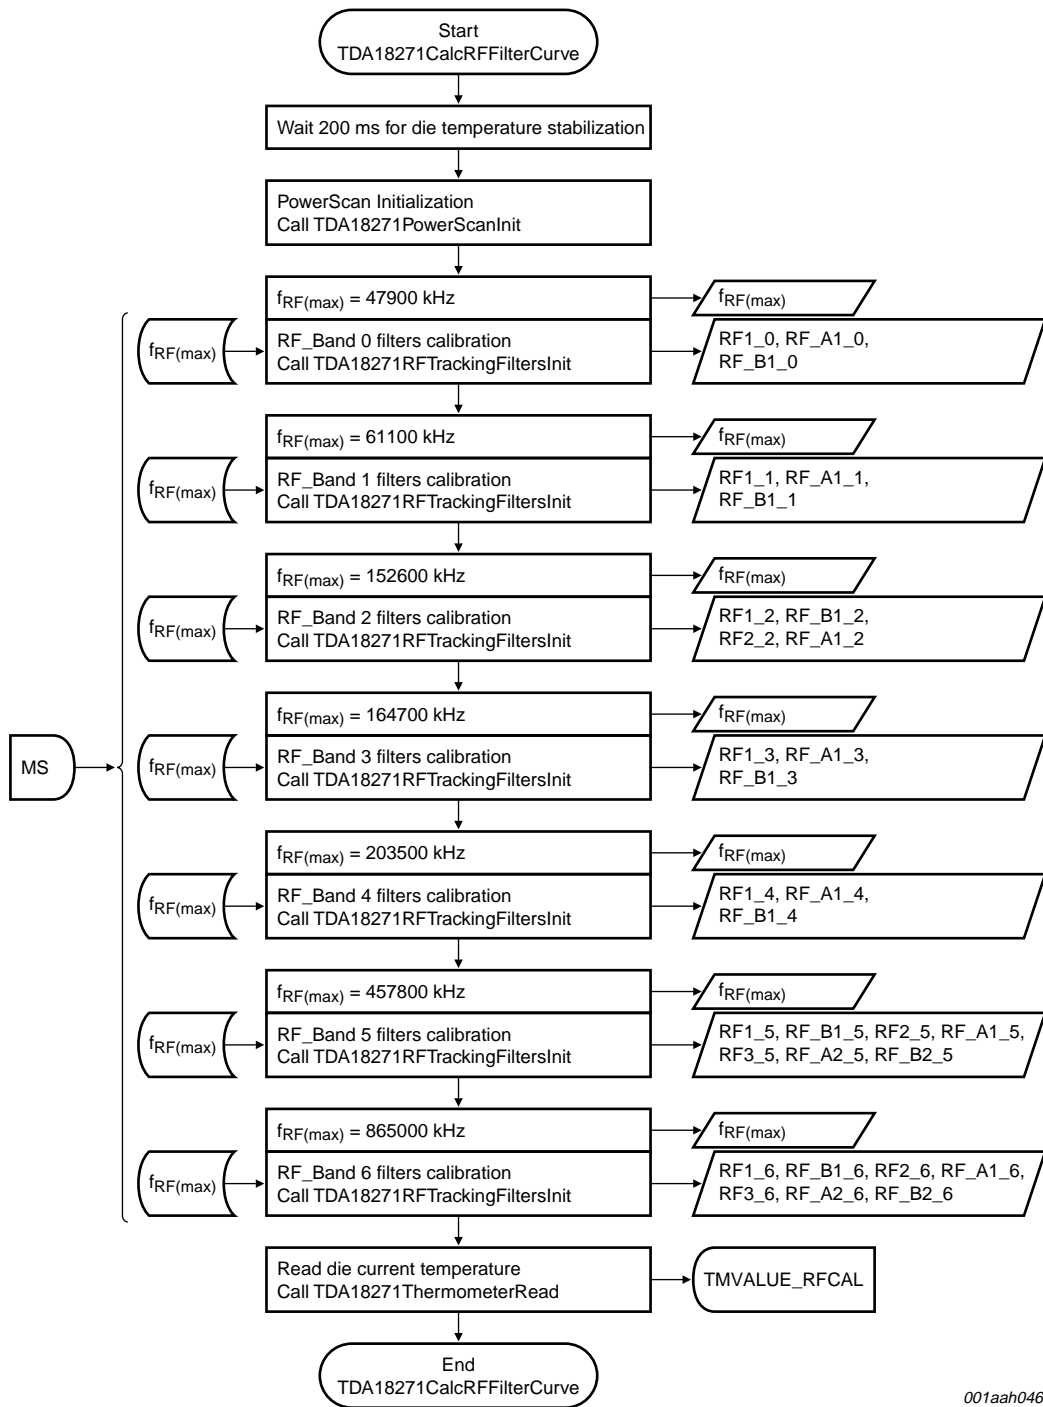 Start
TDA18271CalcRFFilterCurve
Wait 200 ms for die temperature stabilization
PowerScan Initialization
Call TDA18271PowerScanInit
fRF(max) = 47900 kHz
fRF(max)
fRF(max)
RF_Band 0 filters calibration
Call TDA18271RFTrackingFiltersInit
RF1_0, RF_A1_0,
RF_B1_0
fRF(max) = 61100 kHz
fRF(max)
fRF(max)
RF_Band 1 filters calibration
Call TDA18271RFTrackingFiltersInit
RF1_1, RF_A1_1,
RF_B1_1
fRF(max) = 152600 kHz
fRF(max)
fRF(max)
RF_Band 2 filters calibration
Call TDA18271RFTrackingFiltersInit
RF1_2, RF_B1_2,
RF2_2, RF_A1_2
fRF(max) = 164700 kHz
fRF(max)
MS
fRF(max)
RF_Band 3 filters calibration
Call TDA18271RFTrackingFiltersInit
RF1_3, RF_A1_3,
RF_B1_3
fRF(max) = 203500 kHz
fRF(max)
fRF(max)
RF_Band 4 filters calibration
Call TDA18271RFTrackingFiltersInit
RF1_4, RF_A1_4,
RF_B1_4
fRF(max) = 457800 kHz
fRF(max)
fRF(max)
RF_Band 5 filters calibration
Call TDA18271RFTrackingFiltersInit
RF1_5, RF_B1_5, RF2_5, RF_A1_5,
RF3_5, RF_A2_5, RF_B2_5
fRF(max) = 865000 kHz
fRF(max)
fRF(max)
RF_Band 6 filters calibration
Call TDA18271RFTrackingFiltersInit
RF1_6, RF_B1_6, RF2_6, RF_A1_6,
RF3_6, RF_A2_6, RF_B2_6
Read die current temperature
Call TDA18271ThermometerRead
TMVALUE_RFCAL
End
TDA18271CalcRFFilterCurve
001aah046